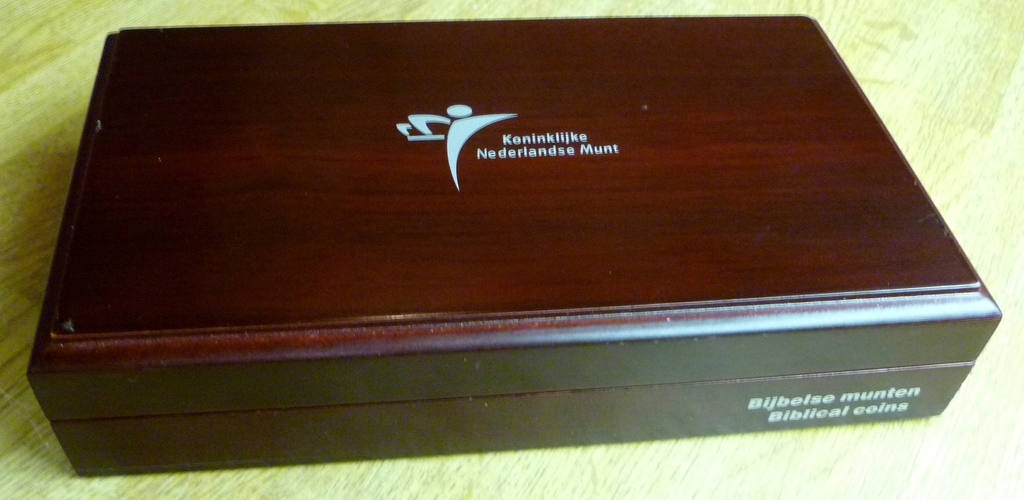 Koninklijke
Nederlandse Munt
Bijbelse munten
Biblical coins